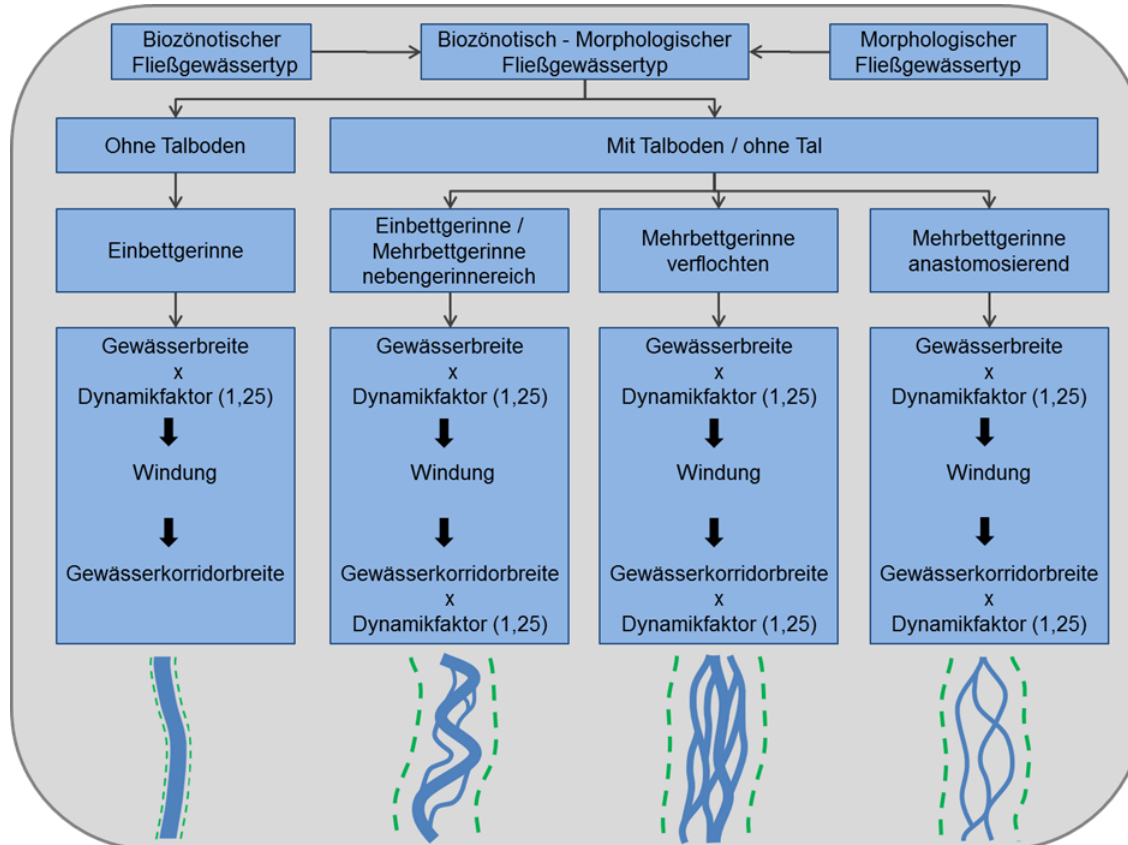 Biozönotischer
Fließgewässertyp
Biozönotisch - Morphologischer
Fließgewässertyp
Morphologischer
Fließgewässertyp
Ohne Talboden
Mit Talboden / ohne Tal
Einbettgerinne
Einbettgerinne /
Mehrbettgerinne
nebengerinnereich
Mehrbettgerinne
verflochten
Mehrbettgerinne
anastomosierend
Gewässerbreite
x
Dynamikfaktor (1,25)
Windung
Gewässerkorridorbreite
Gewässerbreite
x
Dynamikfaktor (1,25)
Windung
Gewässerkorridorbreite
x
Dynamikfaktor (1,25)
Gewässerbreite
x
Dynamikfaktor (1,25)
Windung
Gewässerkorridorbreite
x
Dynamikfaktor (1,25)
Gewässerbreite
x
Dynamikfaktor (1,25)
Windung
Gewässerkorridorbreite
x
Dynamikfaktor (1,25)